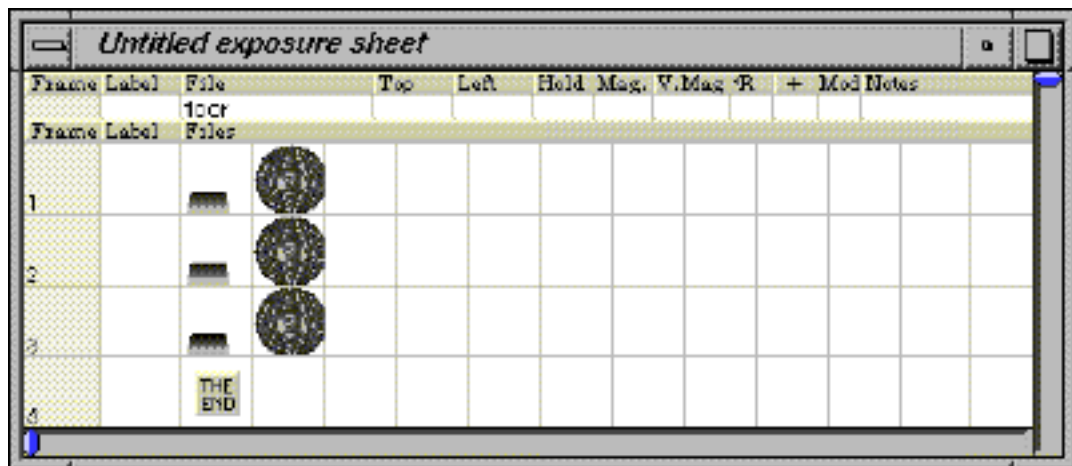 Untitled exposure sheet
Frame Label File Top Left Hold Mag. V.Mag R + Mod Notes
Frame Label Files
1
2
3
THE
END
4